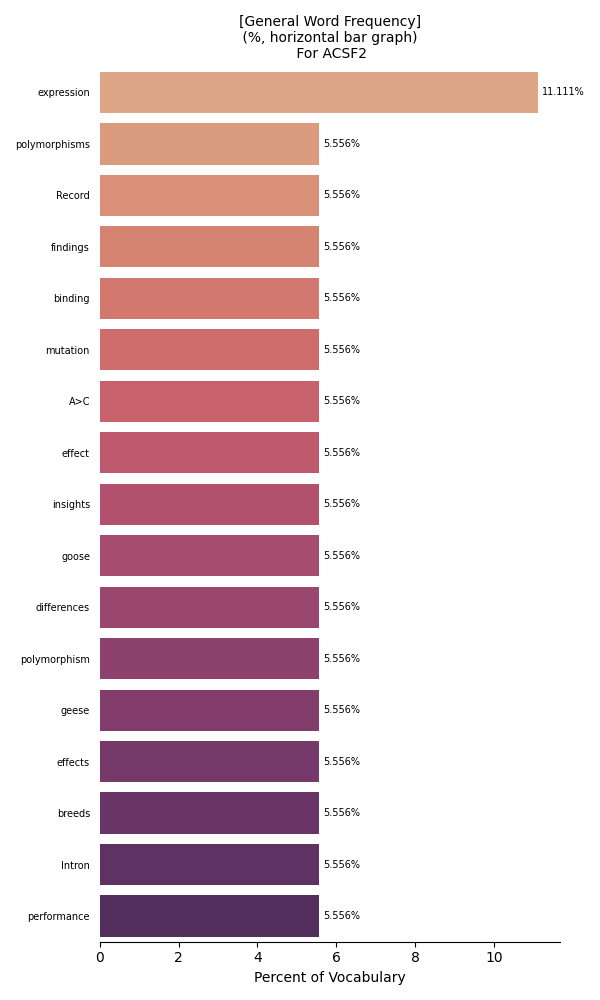 [General Word Frequency]
(%, horizontal bar graph)
For ACSF2
expression 11.111%
polymorphisms 5.556%
Record 5.556%
findings 5.556%
binding 5.556%
mutation 5.556%
A>C 5.556%
effect 5.556%
insights 5.556%
goose 5.556%
differences 5.556%
polymorphism 5.556%
geese 5.556%
effects 5.556%
breeds 5.556%
Intron 5.556%
performance 5.556%
0 2 4 6 8 10
Percent of Vocabulary